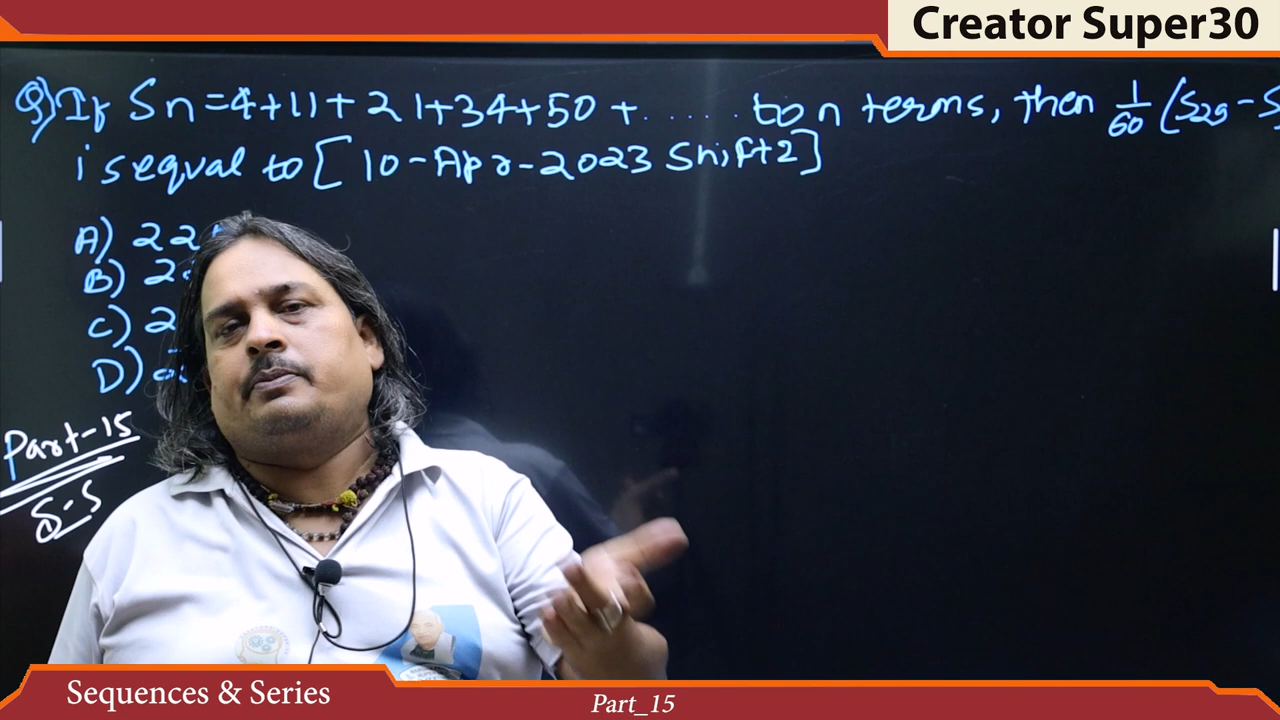 Creator Super30
Q) If Sn = 4+11+21+34+50+...... to n terms, then 1/60 (S29 - S
is equal to [10-Apr-2023 Shift2]
A) 22
B) 2
C) 2
D) 2
Part-15
S-S
Sequences & Series
Part_15